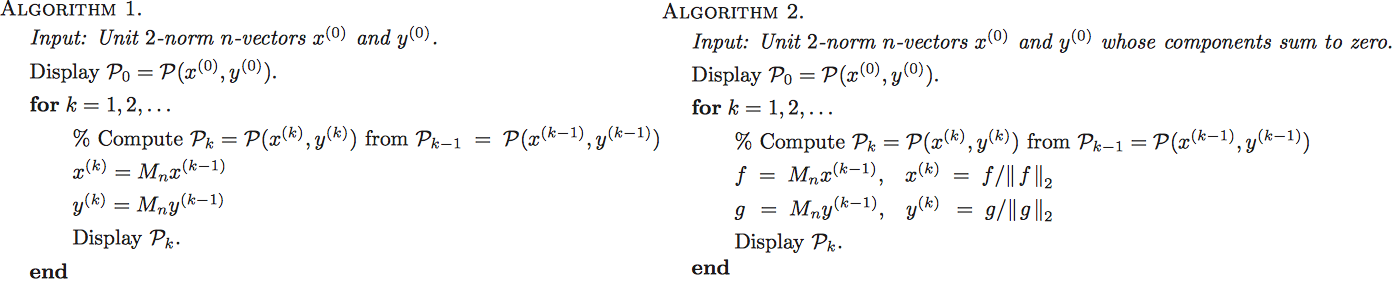 ALGORITHM 1.
Input: Unit 2-norm n-vectors x^{(0)} and y^{(0)}.
Display 𝒫_0 = 𝒫(x^{(0)}, y^{(0)}).
for k = 1, 2, . . .
% Compute 𝒫_k = 𝒫(x^{(k)}, y^{(k)}) from 𝒫_{k−1} = 𝒫(x^{(k−1)}, y^{(k−1)})
x^{(k)} = M_n x^{(k−1)}
y^{(k)} = M_n y^{(k−1)}
Display 𝒫_k.
end
ALGORITHM 2.
Input: Unit 2-norm n-vectors x^{(0)} and y^{(0)} whose components sum to zero.
Display 𝒫_0 = 𝒫(x^{(0)}, y^{(0)}).
for k = 1, 2, . . .
% Compute 𝒫_k = 𝒫(x^{(k)}, y^{(k)}) from 𝒫_{k−1} = 𝒫(x^{(k−1)}, y^{(k−1)})
f = M_n x^{(k−1)}, x^{(k)} = f/‖ f ‖_2
g = M_n y^{(k−1)}, y^{(k)} = g/‖ g ‖_2
Display 𝒫_k.
end